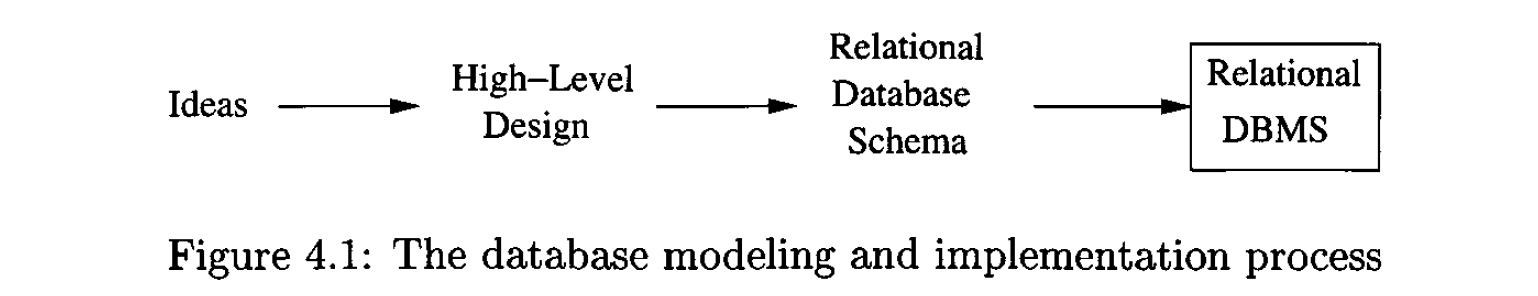 Ideas
High–Level
Design
Relational
Database
Schema
Relational
DBMS
Figure 4.1: The database modeling and implementation process